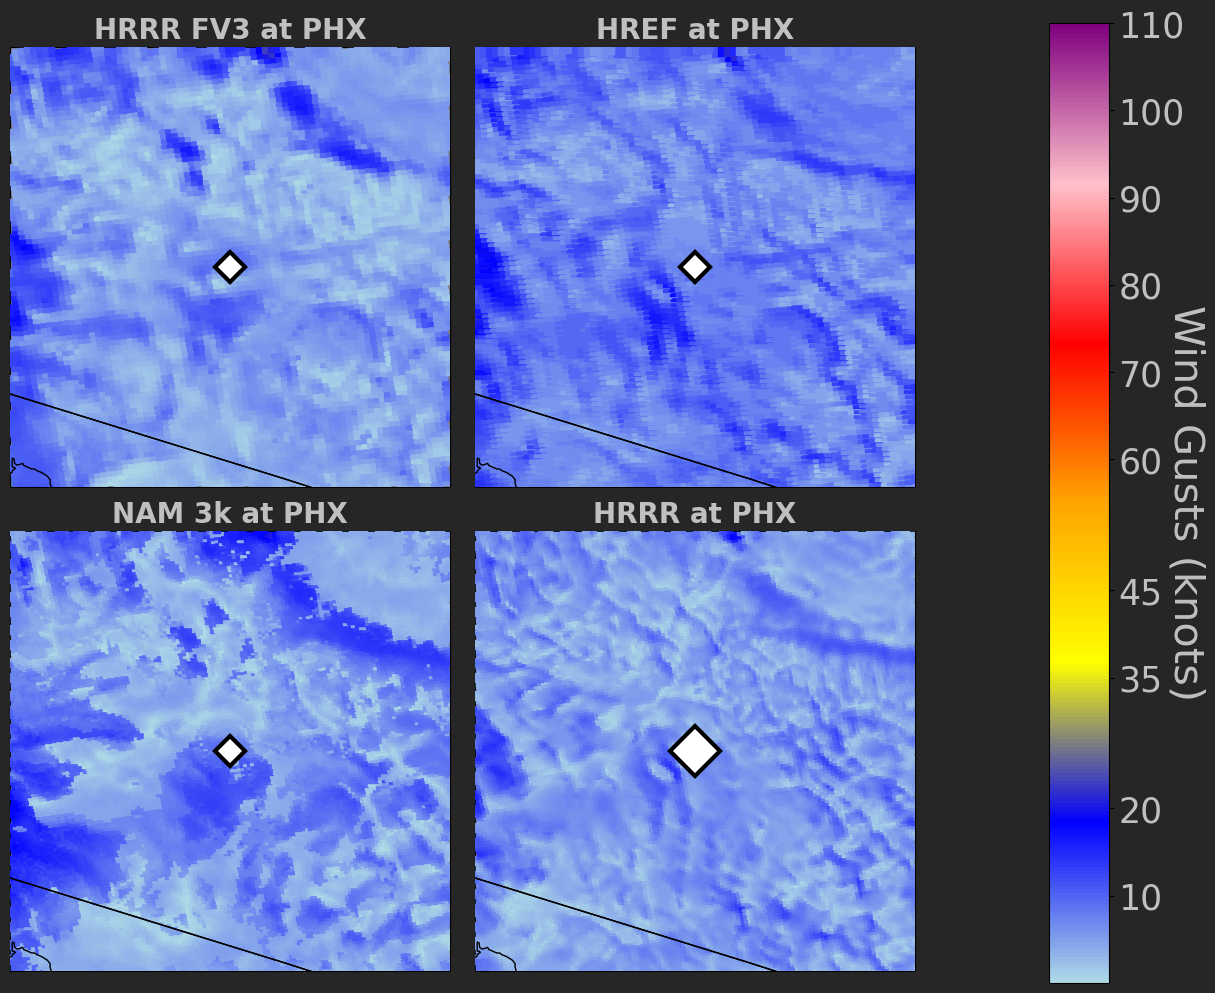 HRRR FV3 at PHX
HREF at PHX
NAM 3k at PHX
HRRR at PHX
110
100
90
80
70
60
45
35
20
10
Wind Gusts (knots)